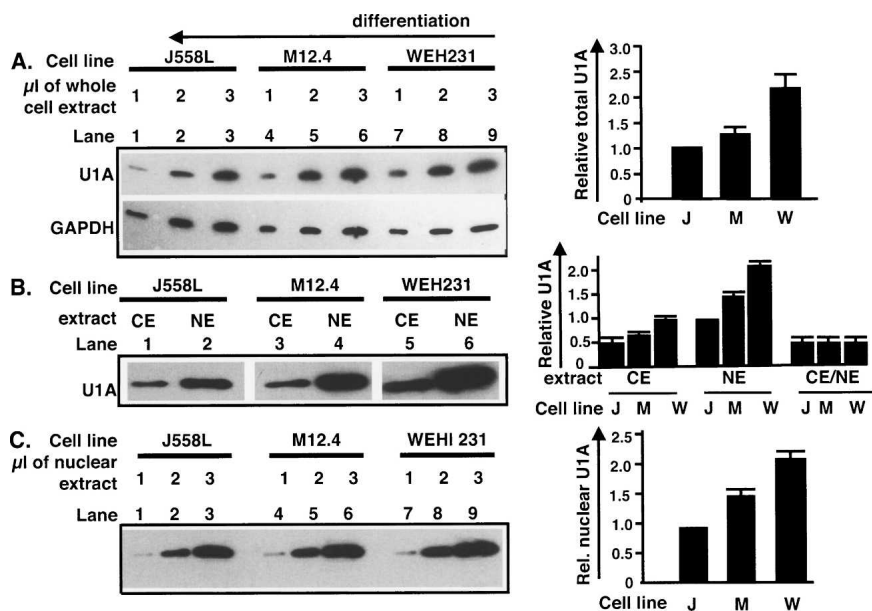 differentiation
A. Cell line J558L M12.4 WEH231
µl of whole cell extract 1 2 3 1 2 3 1 2 3
Lane 1 2 3 4 5 6 7 8 9
U1A
GAPDH
Relative total U1A
3.0
2.5
2.0
1.5
1.0
0.5
0
Cell line J M W
B. Cell line J558L M12.4 WEH231
extract CE NE CE NE CE NE
Lane 1 2 3 4 5 6
U1A
Relative U1A
2.0
1.5
1.0
0.5
0
extract CE NE CE/NE
Cell line J M W J M W J M W
C. Cell line J558L M12.4 WEHI 231
µl of nuclear extract 1 2 3 1 2 3 1 2 3
Lane 1 2 3 4 5 6 7 8 9
Rel. nuclear U1A
2.5
2.0
1.5
1.0
0.5
0
Cell line J M W